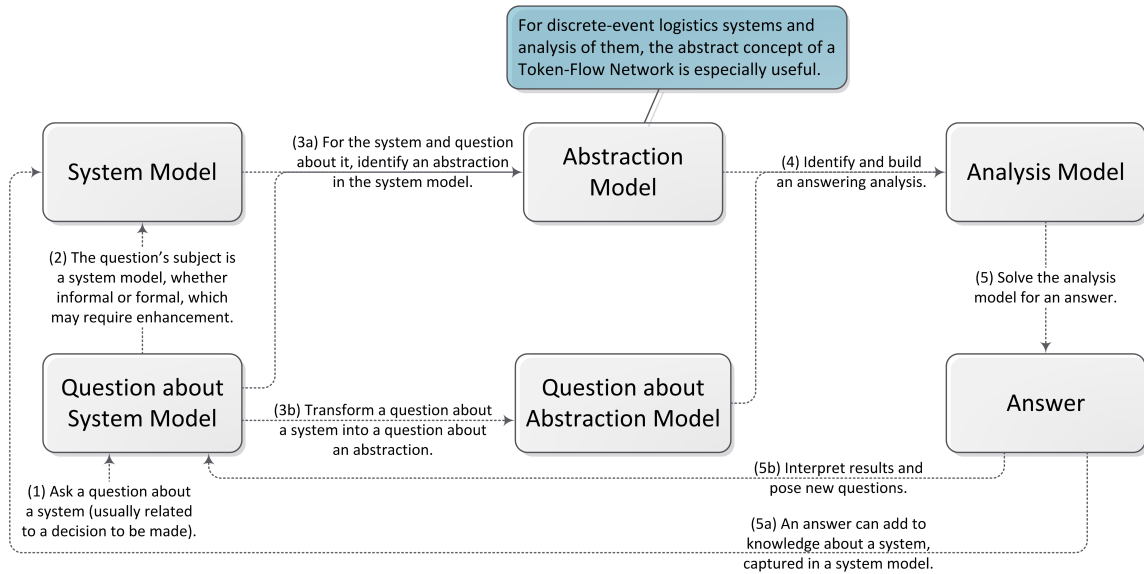 For discrete-event logistics systems and
analysis of them, the abstract concept of a
Token-Flow Network is especially useful.
System Model
(3a) For the system and question
about it, identify an abstraction
in the system model.
Abstraction
Model
(4) Identify and build
an answering analysis.
Analysis Model
(2) The question's subject is
a system model, whether
informal or formal, which
may require enhancement.
(5) Solve the analysis
model for an answer.
Question about
System Model
(3b) Transform a question about
a system into a question about
an abstraction.
Question about
Abstraction Model
Answer
(1) Ask a question about
a system (usually related
to a decision to be made).
(5b) Interpret results and
pose new questions.
(5a) An answer can add to
knowledge about a system,
captured in a system model.